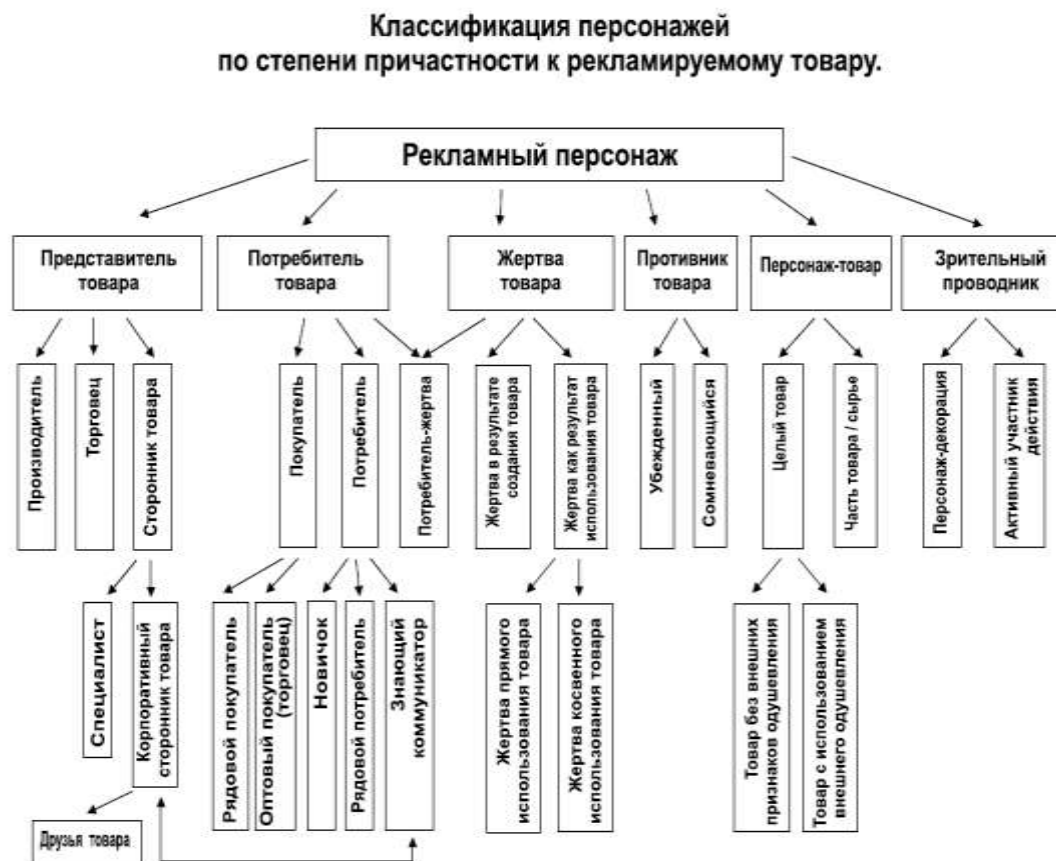 Классификация персонажей
по степени причастности к рекламируемому товару.
Рекламный персонаж
Представитель
товара
Потребитель
товара
Жертва
товара
Противник
товара
Персонаж-товар
Зрительный
проводник
Производитель
Торговец
Сторонник товара
Покупатель
Потребитель
Потребитель-жертва
Жертва в результате
создания товара
Жертва как результат
использования товара
Убежденный
Сомневающийся
Целый товар
Часть товара / сырье
Персонаж-декорация
Активный участник
действия
Специалист
Корпоративный
сторонник товара
Рядовой покупатель
Оптовый покупатель
(торговец)
Новичок
Рядовой потребитель
Знающий
коммуникатор
Жертва прямого
использования товара
Жертва косвенного
использования товара
Товар без внешних
признаков одушевления
Товар с использованием
внешнего одушевления
Друзья товара